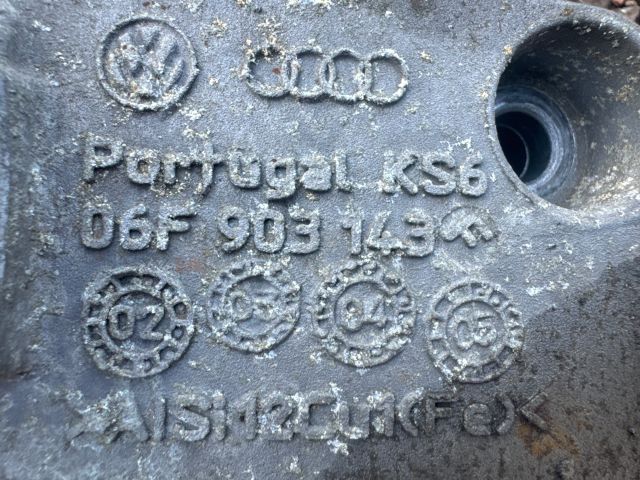 Portugal KS6
06F 903 143
02 03 04 05
>AlSi12Cu1(Fe)<